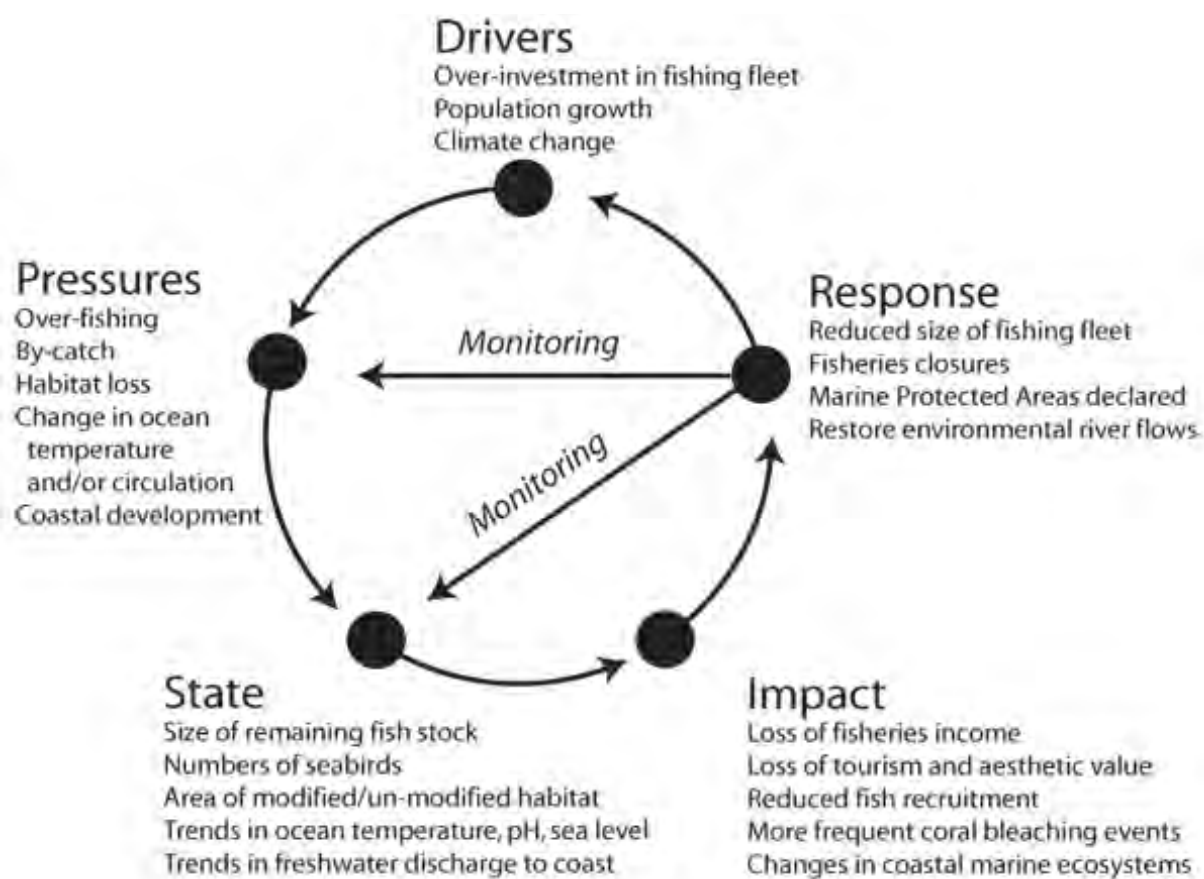 Drivers
Over-investment in fishing fleet
Population growth
Climate change
Pressures
Over-fishing
By-catch
Habitat loss
Change in ocean
temperature
and/or circulation
Coastal development
Monitoring
Monitoring
Response
Reduced size of fishing fleet
Fisheries closures
Marine Protected Areas declared
Restore environmental river flows
State
Size of remaining fish stock
Numbers of seabirds
Area of modified/un-modified habitat
Trends in ocean temperature, pH, sea level
Trends in freshwater discharge to coast
Impact
Loss of fisheries income
Loss of tourism and aesthetic value
Reduced fish recruitment
More frequent coral bleaching events
Changes in coastal marine ecosystems